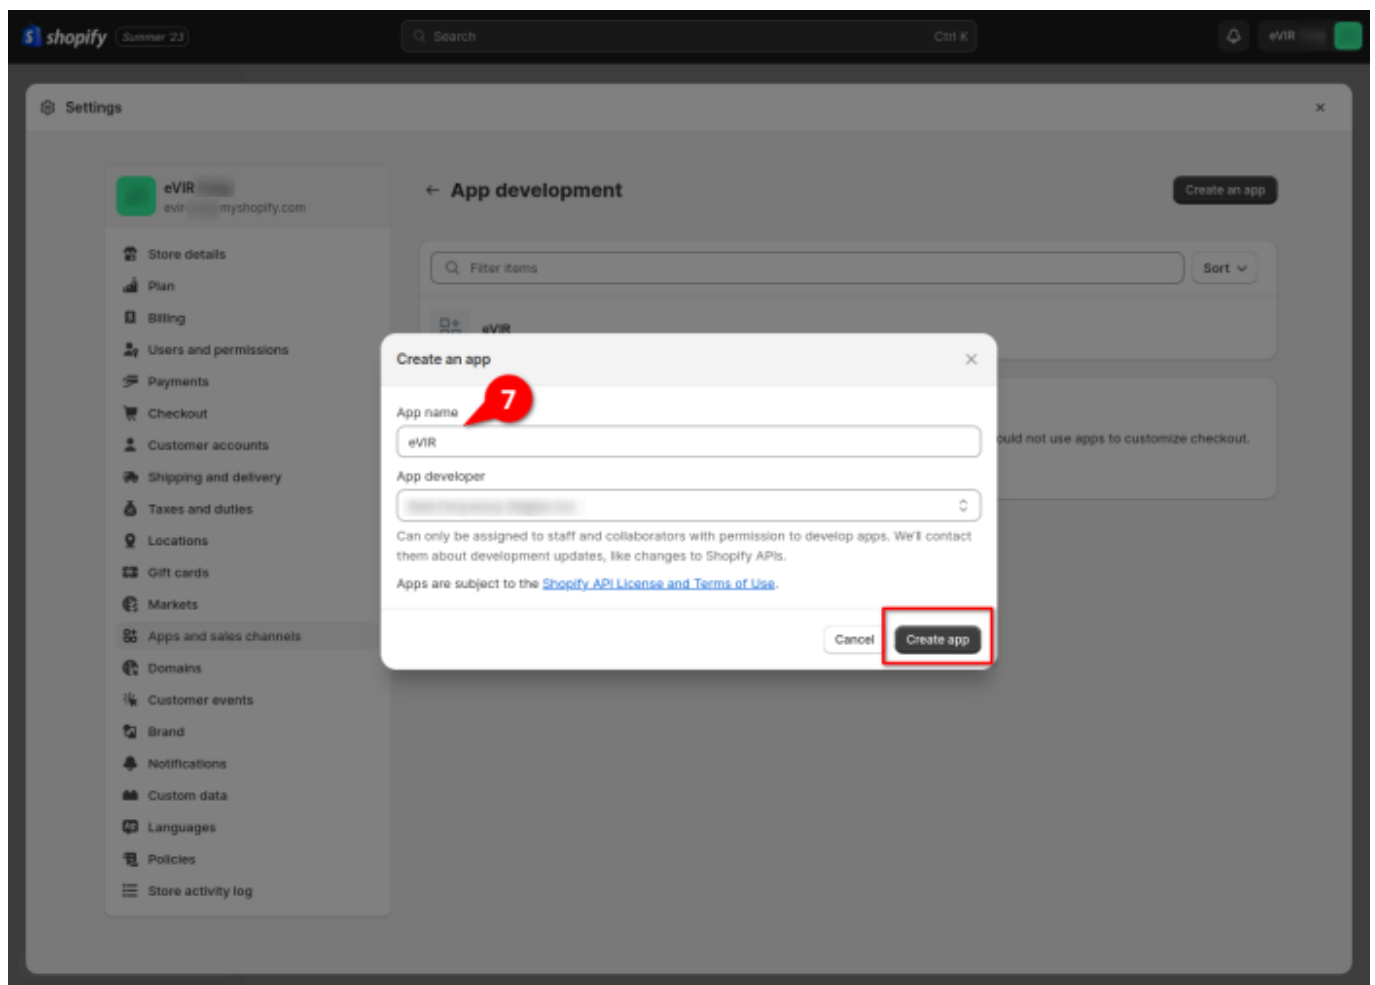 shopify Summer '23
Search Ctrl K
eVIR
Settings
eVIR
evir- myshopify.com
Store details
Plan
Billing
Users and permissions
Payments
Checkout
Customer accounts
Shipping and delivery
Taxes and duties
Locations
Gift cards
Markets
Apps and sales channels
Domains
Customer events
Brand
Notifications
Custom data
Languages
Policies
Store activity log
← App development
Create an app
Filter items
Sort
eVIR
ould not use apps to customize checkout.
Create an app
7
App name
eVIR
App developer
Can only be assigned to staff and collaborators with permission to develop apps. We'll contact
them about development updates, like changes to Shopify APIs.
Apps are subject to the Shopify API License and Terms of Use.
Cancel
Create app